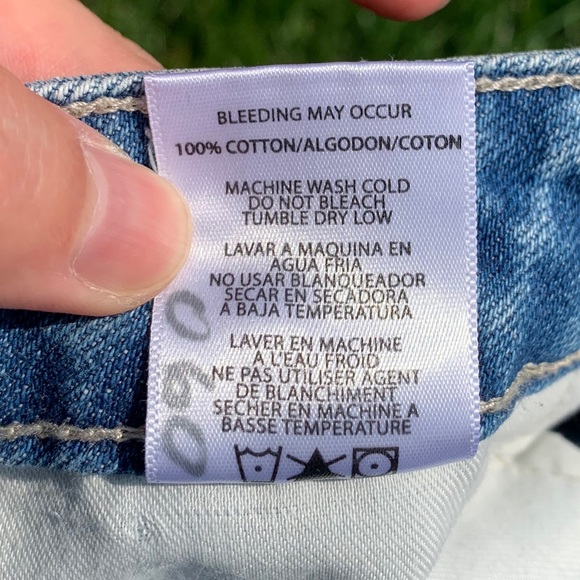 BLEEDING MAY OCCUR
100% COTTON/ALGODON/COTON
MACHINE WASH COLD
DO NOT BLEACH
TUMBLE DRY LOW
LAVAR A MAQUINA EN
AGUA FRIA
NO USAR BLANQUEADOR
SECAR EN SECADORA
A BAJA TEMPERATURA
LAVER EN MACHINE
A L'EAU FROID
NE PAS UTILISER AGENT
DE BLANCHIMENT
SECHER EN MACHINE A
BASSE TEMPERATURE